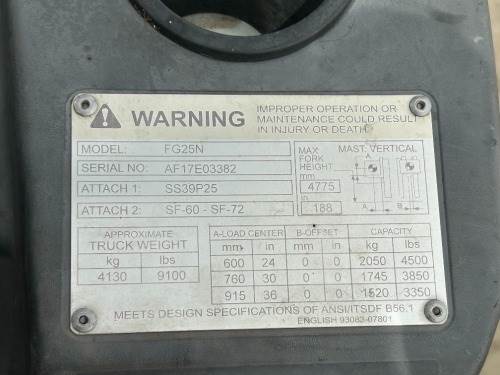 WARNING
IMPROPER OPERATION OR
MAINTENANCE COULD RESULT
IN INJURY OR DEATH
MODEL: FG25N
SERIAL NO: AF17E03382
ATTACH 1: SS39P25
ATTACH 2: SF-60 - SF-72
MAX FORK HEIGHT
mm
4775
in
188
MAST: VERTICAL
A
A B
APPROXIMATE
TRUCK WEIGHT
kg lbs
4130 9100
A-LOAD CENTER B-OFFSET CAPACITY
mm in mm in kg lbs
600 24 0 0 2050 4500
760 30 0 0 1745 3850
915 36 0 0 1520 3350
MEETS DESIGN SPECIFICATIONS OF ANSI/ITSDF B56.1
ENGLISH 93083-07801